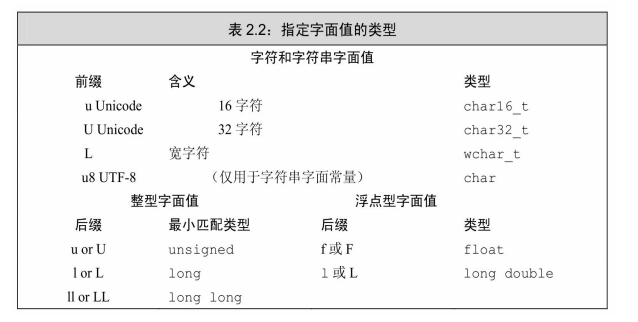 表 2.2：指定字面值的类型
字符和字符串字面值
前缀 含义 类型
u Unicode 16 字符 char16_t
U Unicode 32 字符 char32_t
L 宽字符 wchar_t
u8 UTF-8 （仅用于字符串字面常量） char
整型字面值 浮点型字面值
后缀 最小匹配类型 后缀 类型
u or U unsigned f 或 F float
l or L long l 或 L long double
ll or LL long long